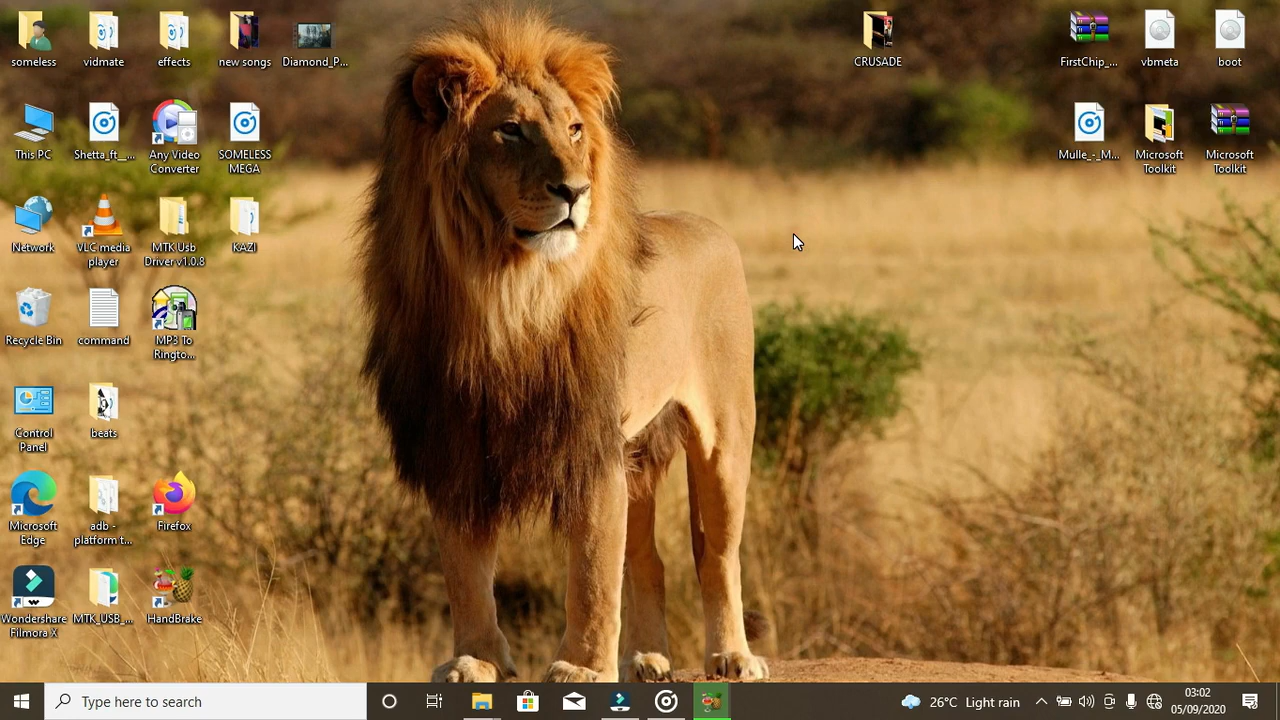 someless
vidmate
effects
new songs
Diamond_P...
CRUSADE
FirstChip_...
vbmeta
boot
This PC
Shetta_ft__...
Any Video
Converter
SOMELESS
MEGA
Mulle_-_M...
Microsoft
Toolkit
Microsoft
Toolkit
Network
VLC media
player
MTK Usb
Driver v1.0.8
KAZI
Recycle Bin
command
MP3 To
Ringto...
Control
Panel
beats
Microsoft
Edge
adb -
platform t...
Firefox
Wondershare
Filmora X
MTK_USB_...
HandBrake
Type here to search
26°C Light rain
03:02
05/09/2020